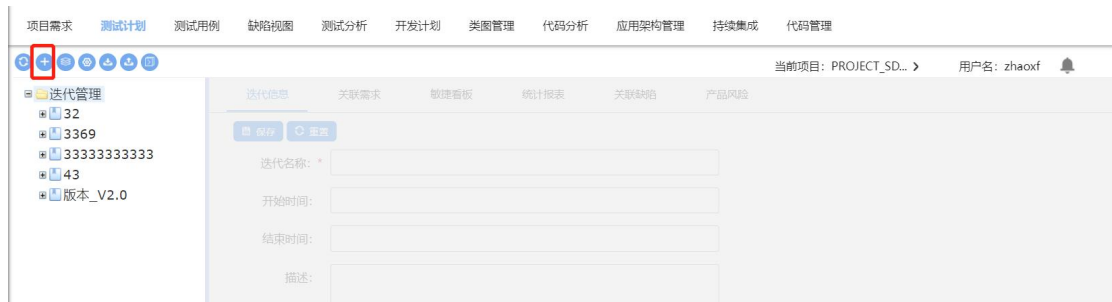 项目需求 测试计划 测试用例 缺陷视图 测试分析 开发计划 类图管理 代码分析 应用架构管理 持续集成 代码管理
当前项目: PROJECT_SD... 用户名: zhaoxf
迭代管理
32
3369
33333333333
43
版本_V2.0
迭代信息 关联需求 敏捷看板 统计报表 关联缺陷 产品风险
保存 重置
迭代名称: *
开始时间:
结束时间:
描述: